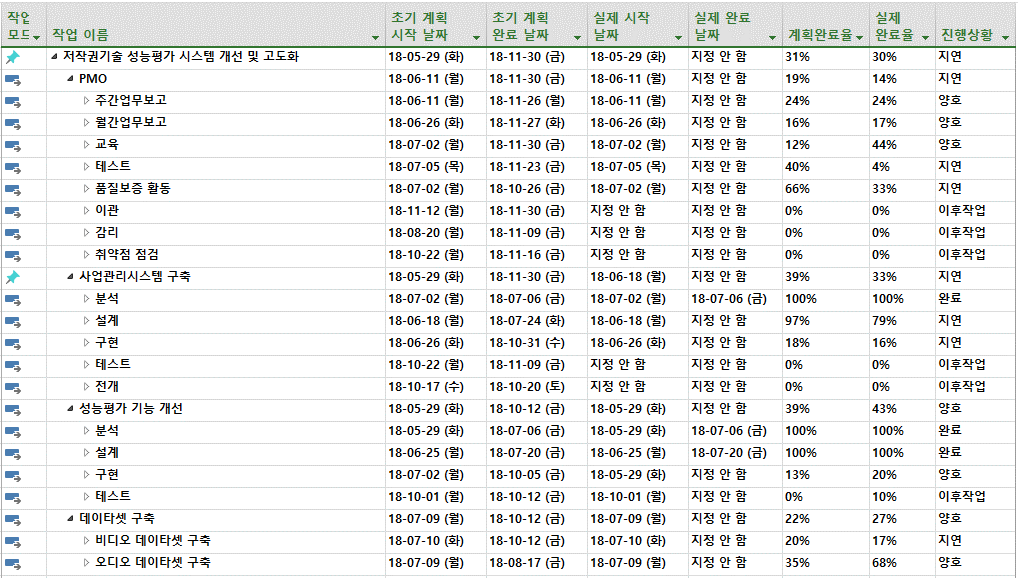 작업 모드 작업 이름 초기 계획 시작 날짜 초기 계획 완료 날짜 실제 시작 날짜 실제 완료 날짜 계획완료율 실제 완료율 진행상황
저작권기술 성능평가 시스템 개선 및 고도화 18-05-29 (화) 18-11-30 (금) 18-05-29 (화) 지정 안 함 31% 30% 지연
PMO 18-06-11 (월) 18-11-30 (금) 18-06-11 (월) 지정 안 함 19% 14% 지연
주간업무보고 18-06-11 (월) 18-11-26 (월) 18-06-11 (월) 지정 안 함 24% 24% 양호
월간업무보고 18-06-26 (화) 18-11-27 (화) 18-06-26 (화) 지정 안 함 16% 17% 양호
교육 18-07-02 (월) 18-11-30 (금) 18-07-02 (월) 지정 안 함 12% 44% 양호
테스트 18-07-05 (목) 18-11-23 (금) 18-07-05 (목) 지정 안 함 40% 4% 지연
품질보증 활동 18-07-02 (월) 18-10-26 (금) 18-07-02 (월) 지정 안 함 66% 33% 지연
이관 18-11-12 (월) 18-11-30 (금) 지정 안 함 지정 안 함 0% 0% 이후작업
감리 18-08-20 (월) 18-11-09 (금) 지정 안 함 지정 안 함 0% 0% 이후작업
취약점 점검 18-10-22 (월) 18-11-16 (금) 지정 안 함 지정 안 함 0% 0% 이후작업
사업관리시스템 구축 18-05-29 (화) 18-11-30 (금) 18-06-18 (월) 지정 안 함 39% 33% 지연
분석 18-07-02 (월) 18-07-06 (금) 18-07-02 (월) 18-07-06 (금) 100% 100% 완료
설계 18-06-18 (월) 18-07-24 (화) 18-06-18 (월) 지정 안 함 97% 79% 지연
구현 18-06-26 (화) 18-10-31 (수) 18-06-26 (화) 지정 안 함 18% 16% 지연
테스트 18-10-22 (월) 18-11-09 (금) 지정 안 함 지정 안 함 0% 0% 이후작업
전개 18-10-17 (수) 18-10-20 (토) 지정 안 함 지정 안 함 0% 0% 이후작업
성능평가 기능 개선 18-05-29 (화) 18-10-12 (금) 18-05-29 (화) 지정 안 함 39% 43% 양호
분석 18-05-29 (화) 18-07-06 (금) 18-05-29 (화) 18-07-06 (금) 100% 100% 완료
설계 18-06-25 (월) 18-07-20 (금) 18-06-25 (월) 18-07-20 (금) 100% 100% 완료
구현 18-07-02 (월) 18-10-05 (금) 18-05-29 (화) 지정 안 함 13% 20% 양호
테스트 18-10-01 (월) 18-10-12 (금) 18-10-01 (월) 지정 안 함 0% 10% 이후작업
데이타셋 구축 18-07-09 (월) 18-10-12 (금) 18-07-09 (월) 지정 안 함 22% 27% 양호
비디오 데이타셋 구축 18-07-10 (화) 18-10-12 (금) 18-07-10 (화) 지정 안 함 20% 17% 지연
오디오 데이타셋 구축 18-07-09 (월) 18-08-17 (금) 18-07-09 (월) 지정 안 함 35% 68% 양호